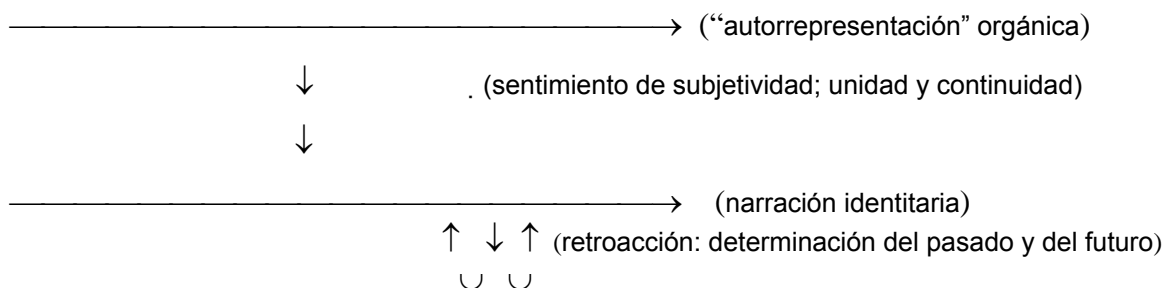 (“autorrepresentación” orgánica)
. (sentimiento de subjetividad; unidad y continuidad)
(narración identitaria)
(retroacción: determinación del pasado y del futuro)